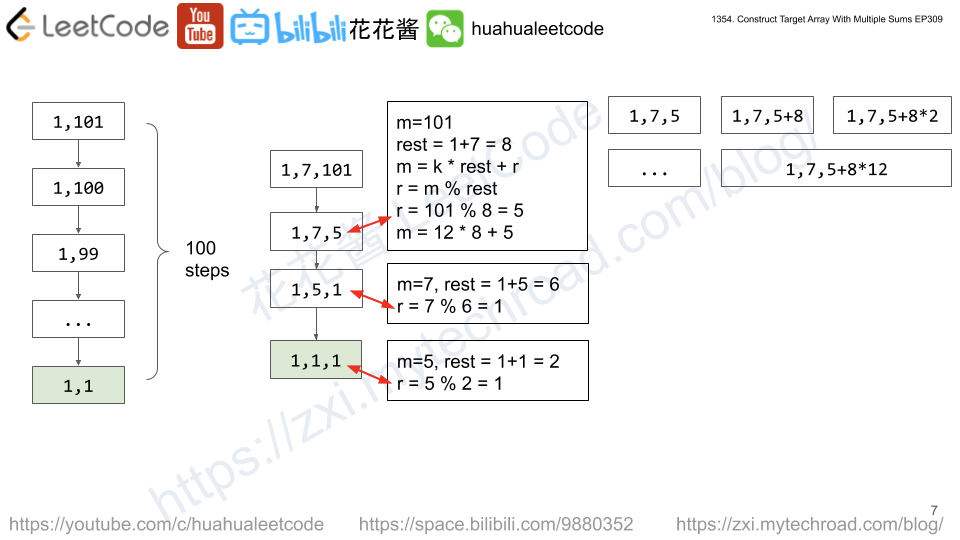 LeetCode
You
Tube
bilibili
花花酱
huahualeetcode
1354. Construct Target Array With Multiple Sums EP309
1,101
1,100
1,99
...
1,1
100
steps
1,7,101
1,7,5
1,5,1
1,1,1
m=101
rest = 1+7 = 8
m = k * rest + r
r = m % rest
r = 101 % 8 = 5
m = 12 * 8 + 5
m=7, rest = 1+5 = 6
r = 7 % 6 = 1
m=5, rest = 1+1 = 2
r = 5 % 2 = 1
1,7,5
1,7,5+8
1,7,5+8*2
...
1,7,5+8*12
花花酱 LeetCode
https://zxi.mytechroad.com/blog/
7
https://youtube.com/c/huahualeetcode
https://space.bilibili.com/9880352
https://zxi.mytechroad.com/blog/